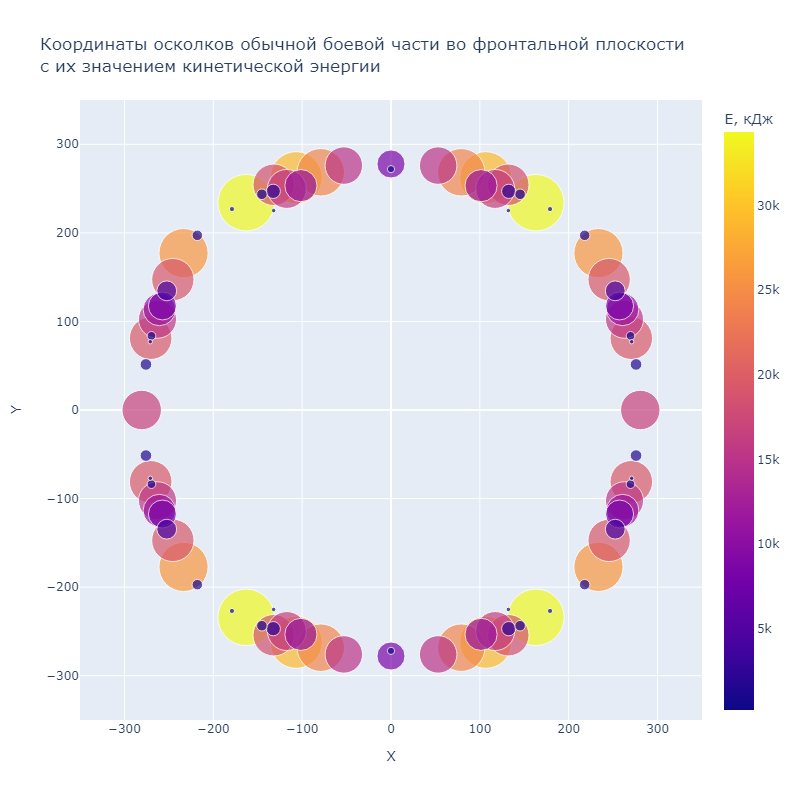 Координаты осколков обычной боевой части во фронтальной плоскости
с их значением кинетической энергии
E, кДж
30k
25k
20k
15k
10k
5k
Y
300
200
100
0
−100
−200
−300
−300
−200
−100
0
100
200
300
X